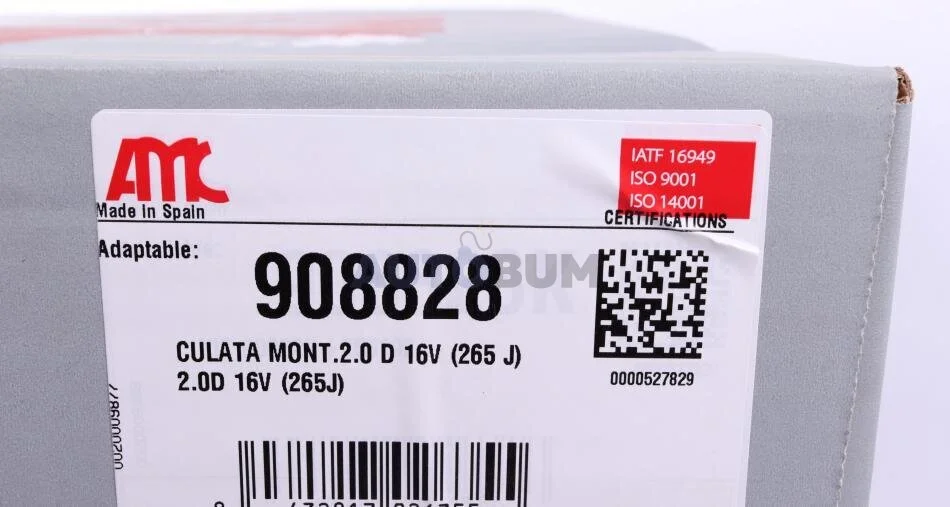 AMC
Made in Spain
IATF 16949
ISO 9001
ISO 14001
CERTIFICATIONS
Adaptable:
908828
AUTOBUM
CULATA MONT.2.0 D 16V (265 J)
2.0D 16V (265J)
0000527829